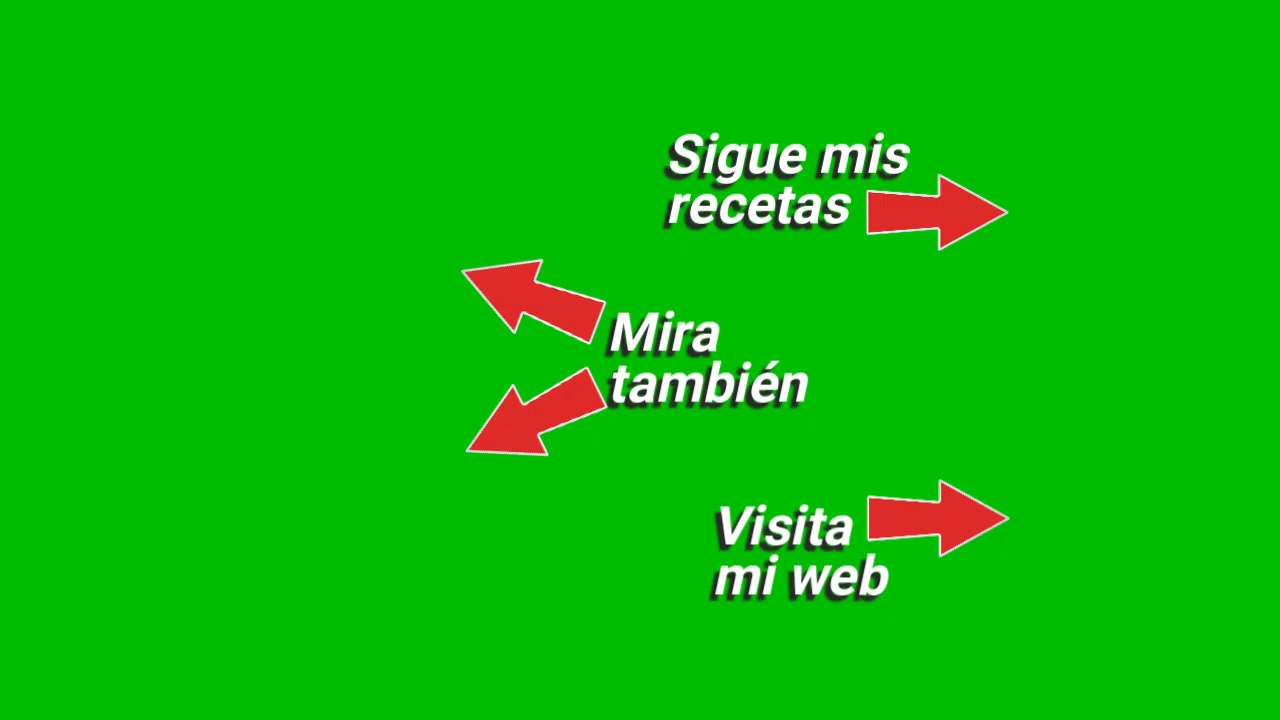 Sigue mis
recetas
Mira
también
Visita
mi web